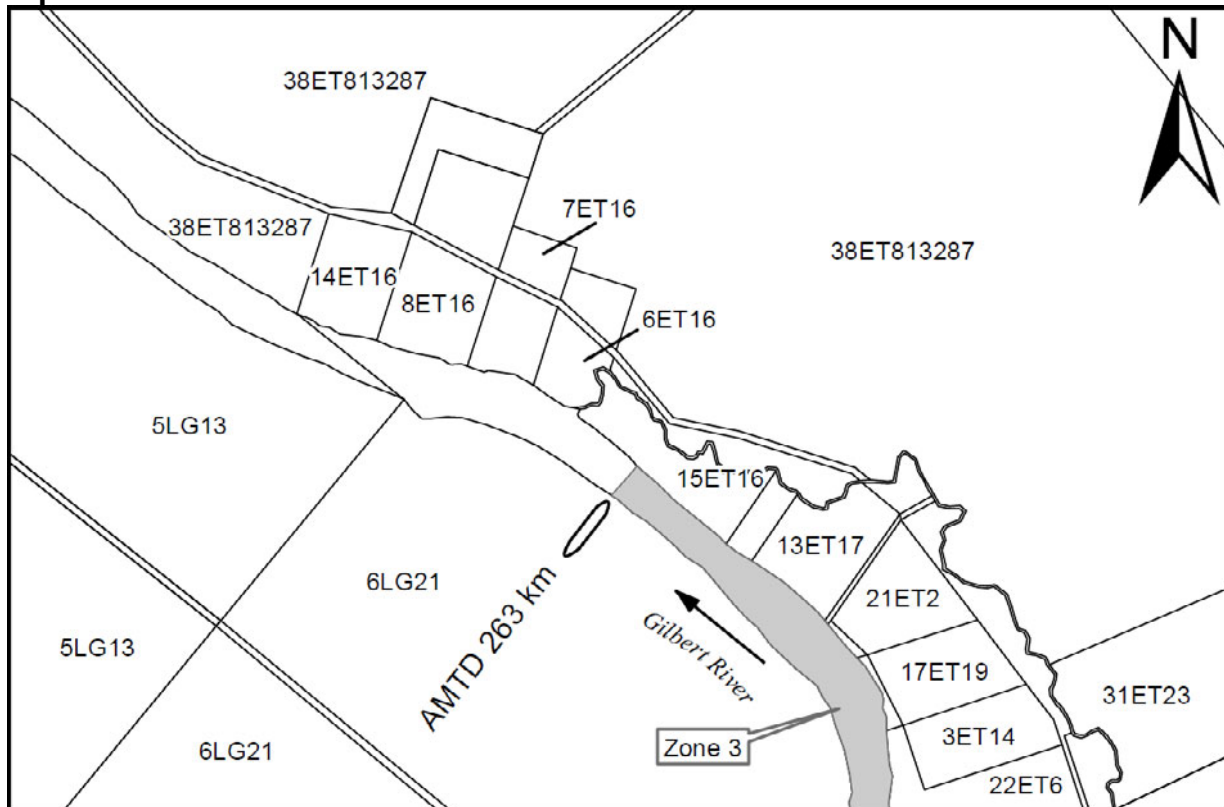 N
38ET813287
7ET16
38ET813287
38ET813287
14ET16
8ET16
6ET16
5LG13
15ET16
13ET17
AMTD 263 km
6LG21
21ET2
Gilbert River
5LG13
17ET19
31ET23
Zone 3
3ET14
6LG21
22ET6